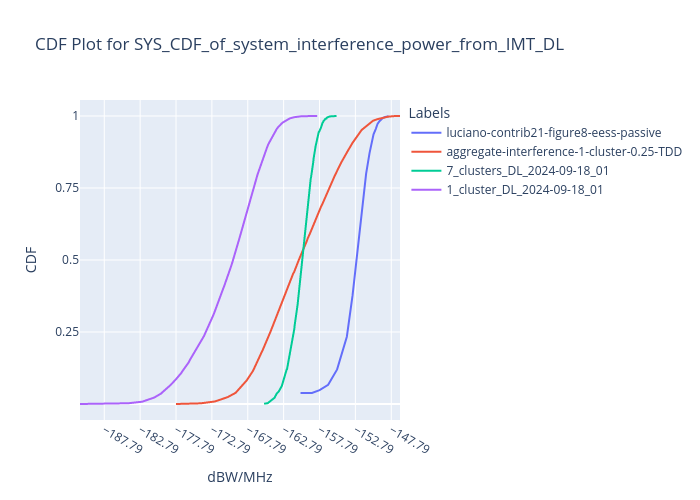 CDF Plot for SYS_CDF_of_system_interference_power_from_IMT_DL
Labels
luciano-contrib21-figure8-eess-passive
aggregate-interference-1-cluster-0.25-TDD
7_clusters_DL_2024-09-18_01
1_cluster_DL_2024-09-18_01
1
0.75
0.5
0.25
CDF
−187.79
−182.79
−177.79
−172.79
−167.79
−162.79
−157.79
−152.79
−147.79
dBW/MHz